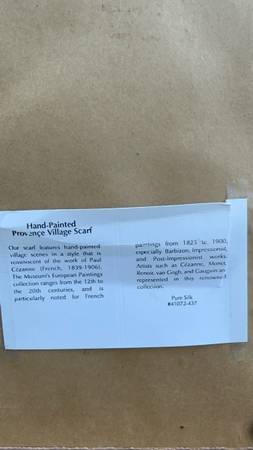 Hand-Painted
Provence Village Scarf
Our scarf features hand-painted
village scenes in a style that is
reminiscent of the work of Paul
Cézanne (French, 1839-1906).
The Museum's European Paintings
collection ranges from the 12th to
the 20th centuries, and is
particularly noted for French
paintings from 1825 to 1900,
especially Barbizon, Impressionist,
and Post-Impressionist works.
Artists such as Cézanne, Monet,
Renoir, van Gogh, and Gauguin are
represented in this renowned
collection.
Pure Silk
#41072-437